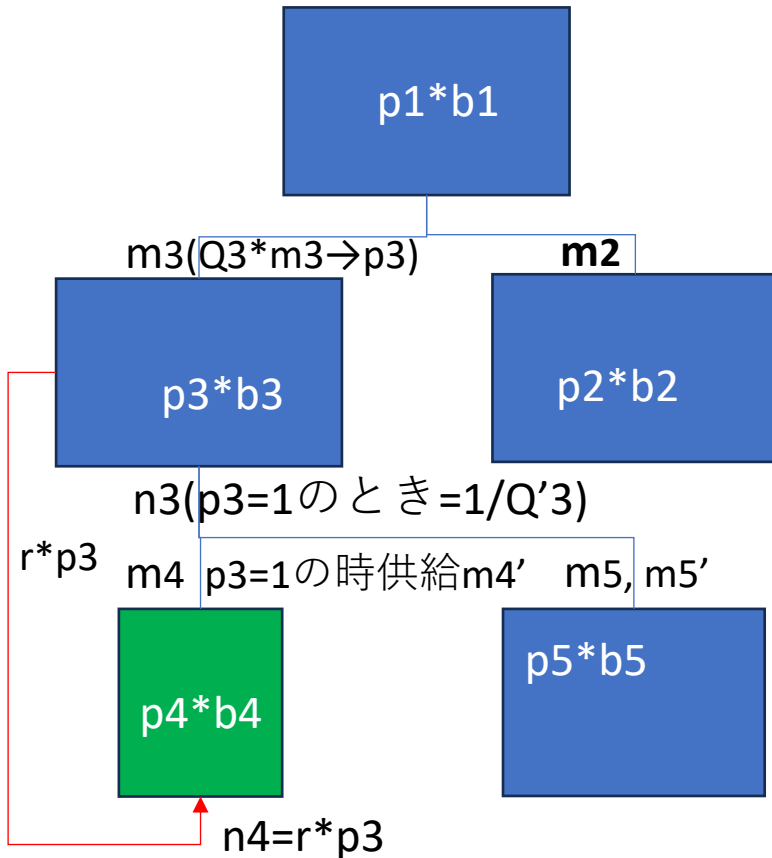 p1*b1
m3(Q3*m3→p3)
m2
p3*b3
p2*b2
n3(p3=1のとき=1/Q’3)
r*p3
m4
p3=1の時供給m4’
m5, m5’
p4*b4
p5*b5
n4=r*p3